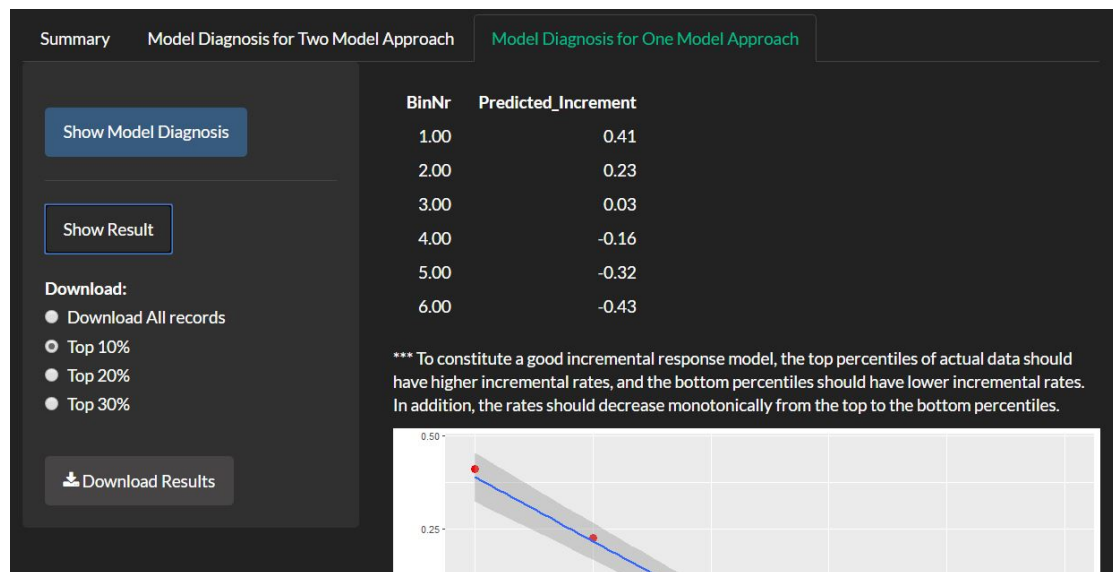 Summary Model Diagnosis for Two Model Approach Model Diagnosis for One Model Approach
Show Model Diagnosis
Show Result
Download:
Download All records
Top 10%
Top 20%
Top 30%
Download Results
BinNr Predicted_Increment
1.00 0.41
2.00 0.23
3.00 0.03
4.00 -0.16
5.00 -0.32
6.00 -0.43
*** To constitute a good incremental response model, the top percentiles of actual data should
have higher incremental rates, and the bottom percentiles should have lower incremental rates.
In addition, the rates should decrease monotonically from the top to the bottom percentiles.
0.50
0.25